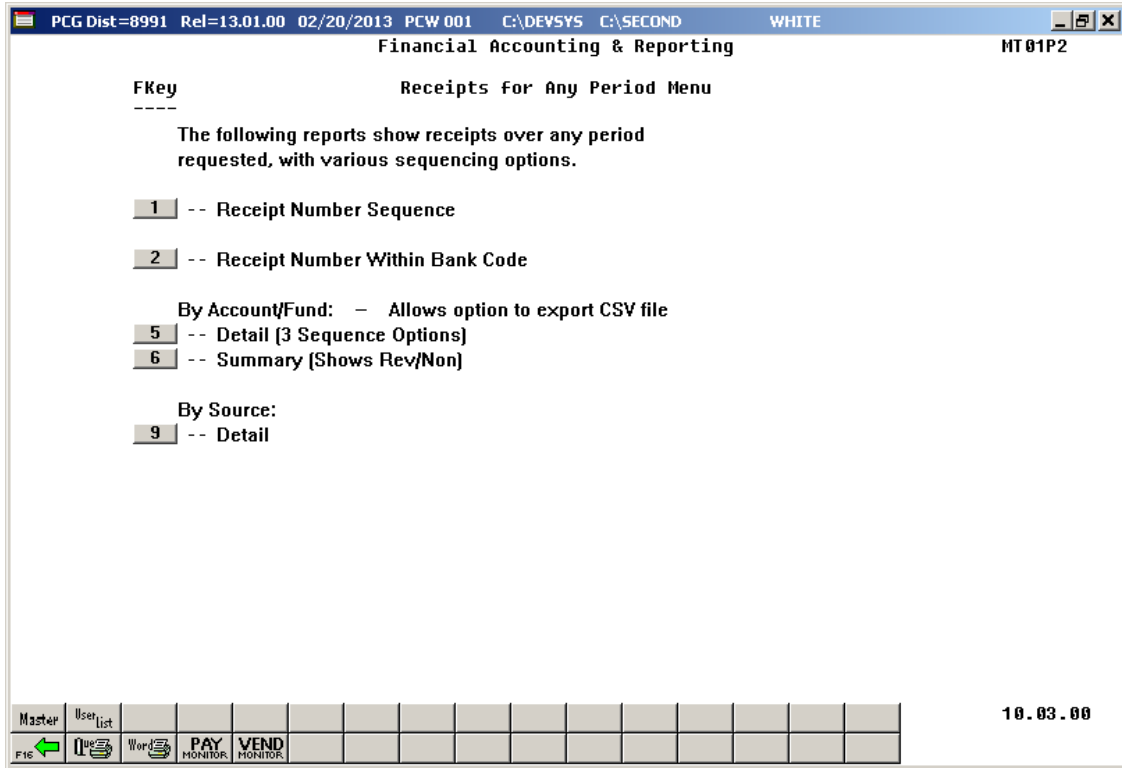 PCG Dist=8991 Rel=13.01.00 02/20/2013 PCW 001 C:\DEVSYS C:\SECOND WHITE
Financial Accounting & Reporting MT01P2
FKey Receipts for Any Period Menu
----
The following reports show receipts over any period
requested, with various sequencing options.
1 -- Receipt Number Sequence
2 -- Receipt Number Within Bank Code
By Account/Fund: – Allows option to export CSV file
5 -- Detail (3 Sequence Options)
6 -- Summary (Shows Rev/Non)
By Source:
9 -- Detail
Master User List 10.03.00
F16 Que Word PAY MONITOR VEND MONITOR